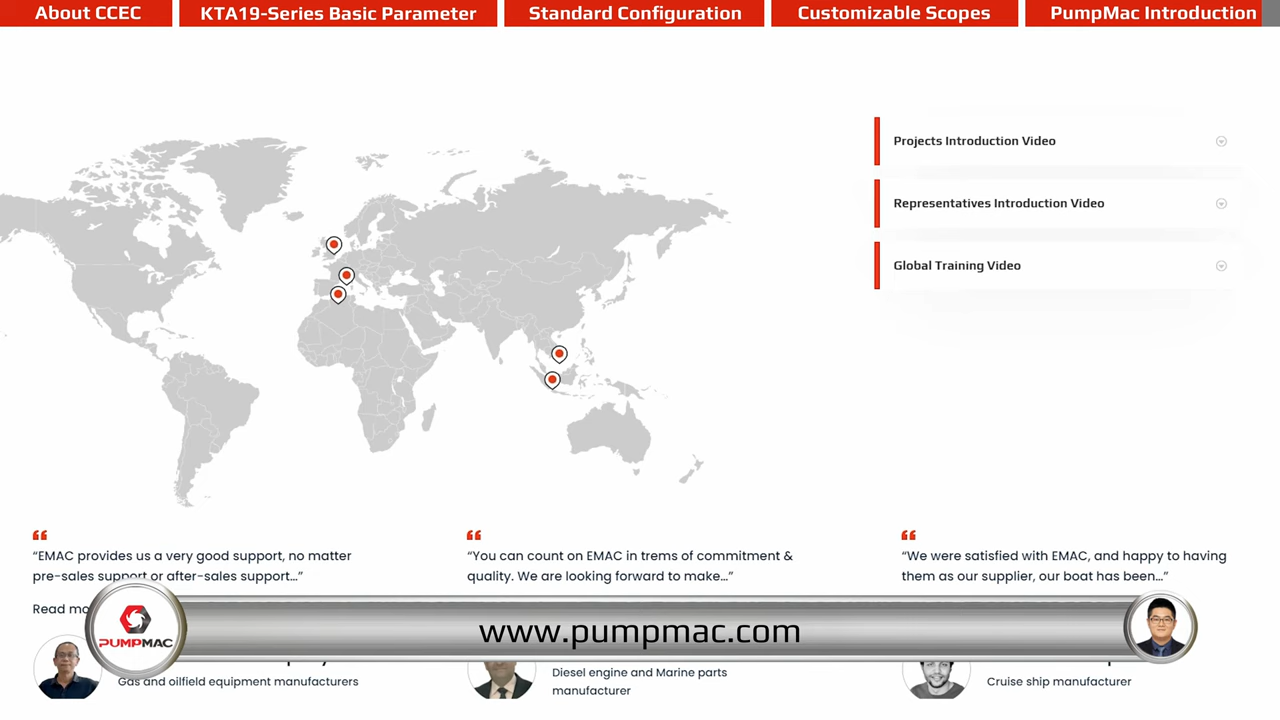 About CCEC
KTA19-Series Basic Parameter
Standard Configuration
Customizable Scopes
PumpMac Introduction
Projects Introduction Video
Representatives Introduction Video
Global Training Video
“EMAC provides us a very good support, no matter
pre-sales support or after-sales support...”
Read
“You can count on EMAC in trems of commitment &
quality. We are looking forward to make...”
“We were satisfied with EMAC, and happy to having
them as our supplier, our boat has been...”
PUMPMAC
www.pumpmac.com
Gas and oilfield equipment manufacturers
Diesel engine and Marine parts
manufacturer
Cruise ship manufacturer